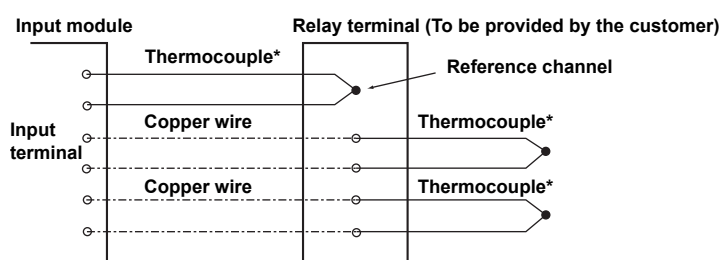 Input module
Relay terminal (To be provided by the customer)
Thermocouple*
Reference channel
Input
terminal
Copper wire
Thermocouple*
Copper wire
Thermocouple*